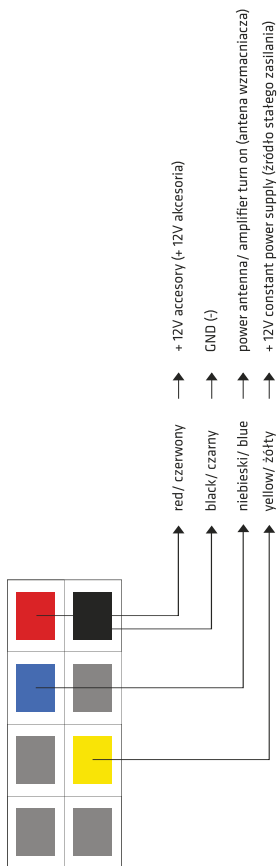 red/ czerwony + 12V accesory (+ 12V akcesoria)
black/ czarny GND (-)
niebieski/ blue power antenna/ amplifier turn on (antena wzmacniacza)
yellow/ żółty + 12V constant power supply (źródło stałego zasilania)